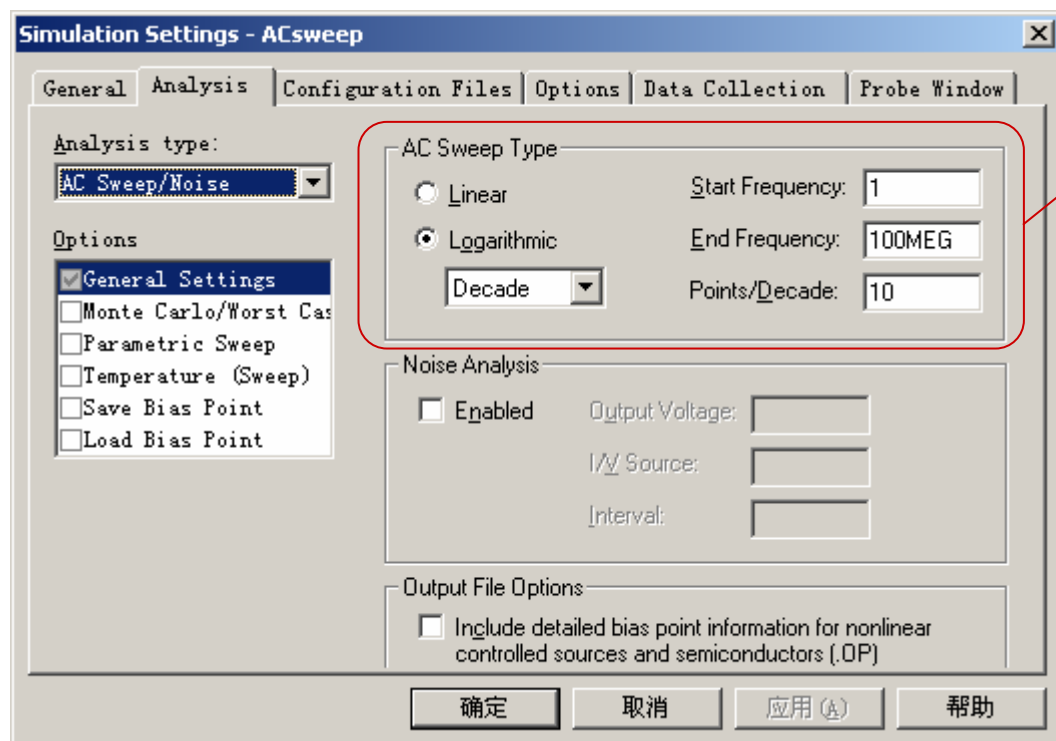 Simulation Settings - ACsweep
General Analysis Configuration Files Options Data Collection Probe Window
Analysis type:
AC Sweep/Noise
Options
General Settings
Monte Carlo/Worst Cas
Parametric Sweep
Temperature (Sweep)
Save Bias Point
Load Bias Point
AC Sweep Type
Linear
Logarithmic
Decade
Start Frequency: 1
End Frequency: 100MEG
Points/Decade: 10
Noise Analysis
Enabled
Output Voltage:
I/V Source:
Interval:
Output File Options
Include detailed bias point information for nonlinear
controlled sources and semiconductors (.OP)
确定 取消 应用(A) 帮助